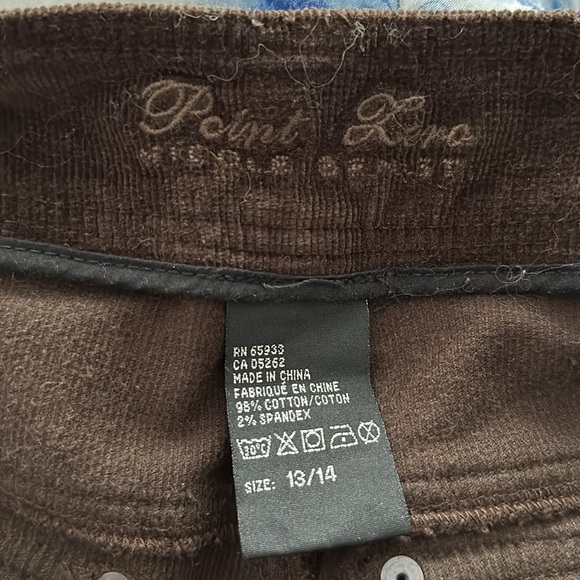 Point Zero
RN 65933
CA 05262
MADE IN CHINA
FABRIQUÉ EN CHINE
98% COTTON/COTON
2% SPANDEX
30°C
SIZE: 13/14